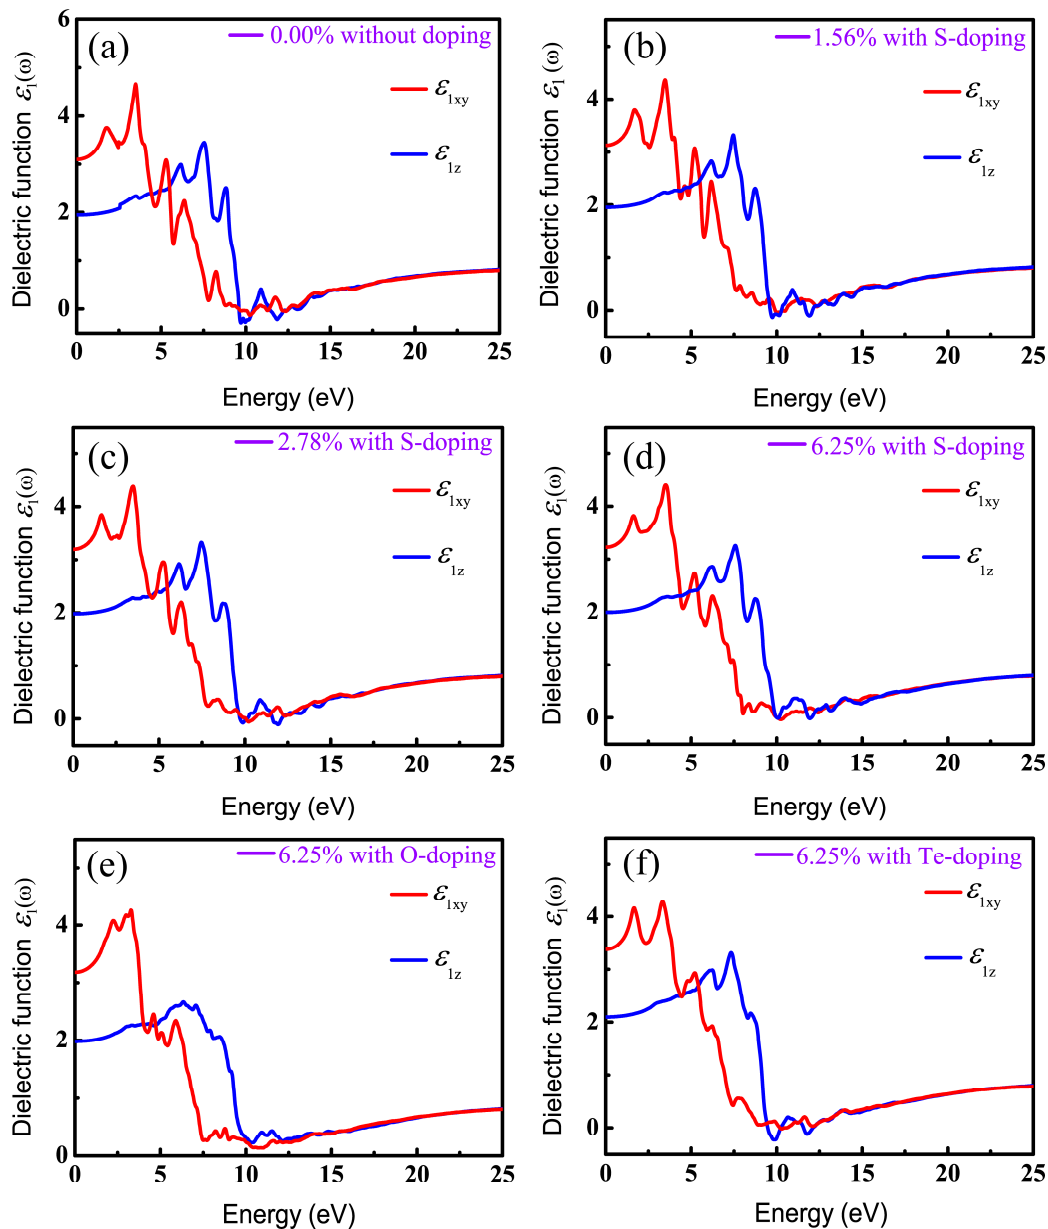 (a)
0.00% without doping
ε1xy
ε1z
Dielectric function ε1(ω)
6
4
2
0
0 5 10 15 20 25
Energy (eV)
(b)
1.56% with S-doping
ε1xy
ε1z
Dielectric function ε1 (ω)
4
2
0
0 5 10 15 20 25
Energy (eV)
(c)
2.78% with S-doping
ε1xy
ε1z
Dielectric function ε1(ω)
4
2
0
0 5 10 15 20 25
Energy (eV)
(d)
6.25% with S-doping
ε1xy
ε1z
Dielectric function ε1(ω)
4
2
0
0 5 10 15 20 25
Energy (eV)
(e)
6.25% with O-doping
ε1xy
ε1z
Dielectric function ε1(ω)
4
2
0
0 5 10 15 20 25
Energy (eV)
(f)
6.25% with Te-doping
ε1xy
ε1z
Dielectric function ε1(ω)
4
2
0
0 5 10 15 20 25
Energy (eV)